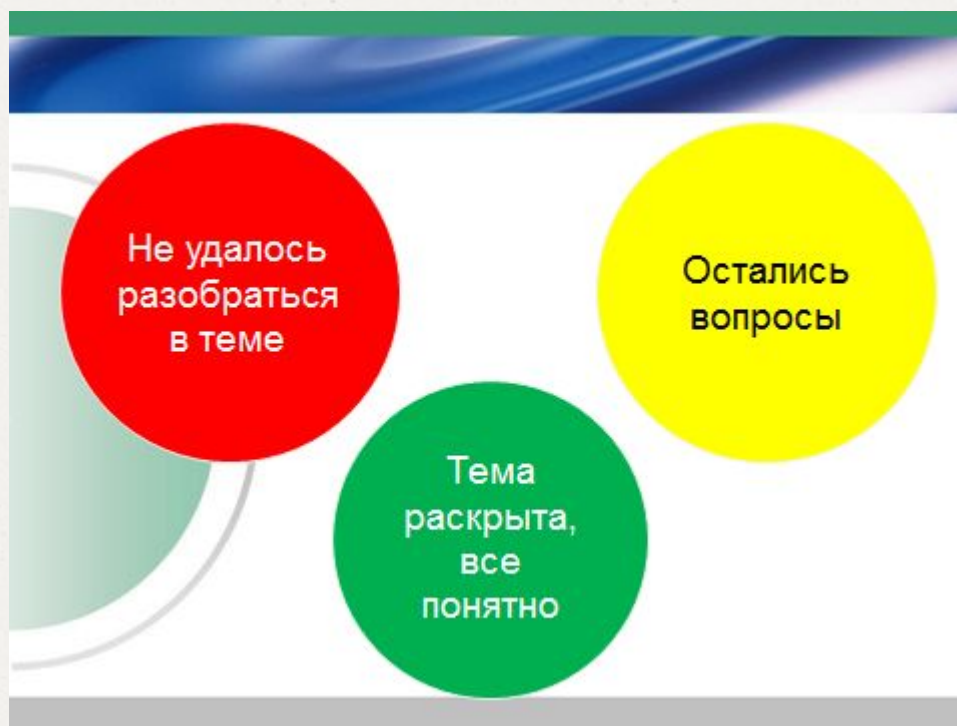 Не удалось
разобраться
в теме
Остались
вопросы
Тема
раскрыта,
все
понятно